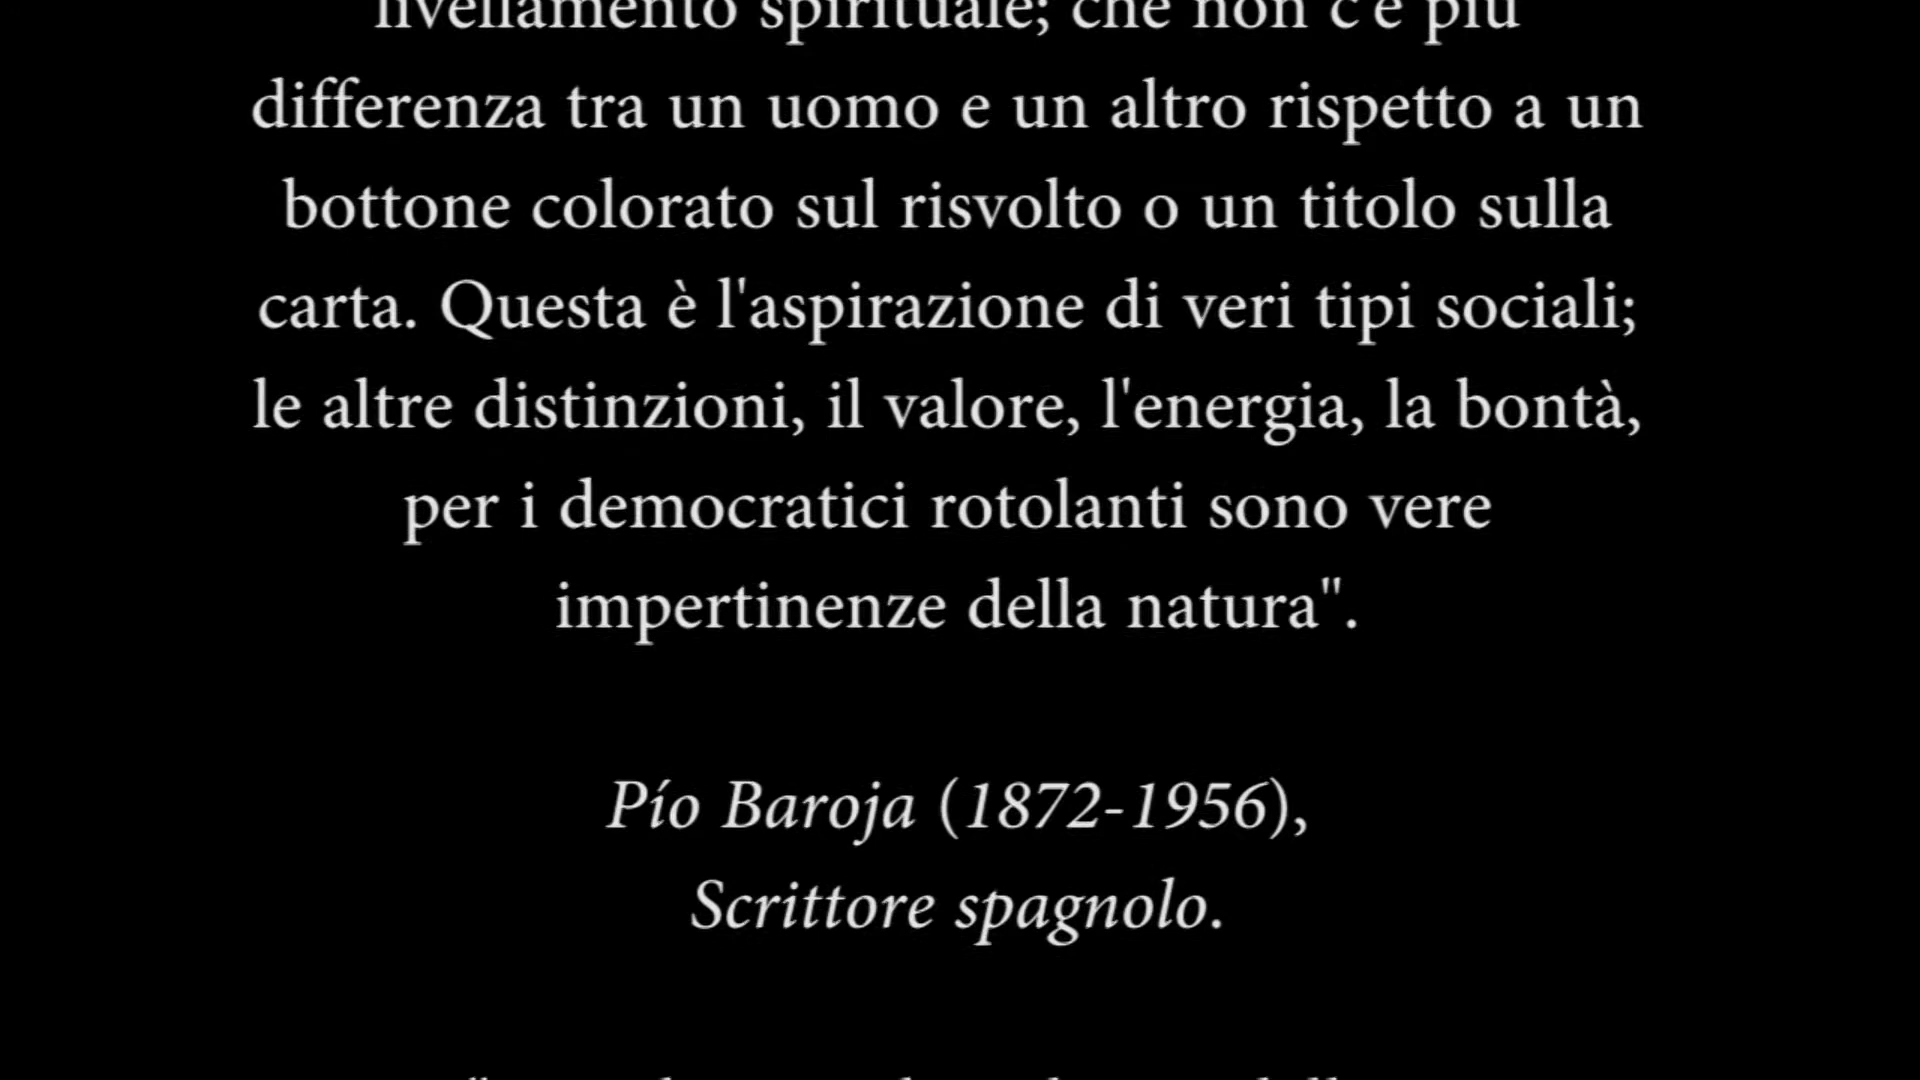 livellamento spirituale; che non c'è più
differenza tra un uomo e un altro rispetto a un
bottone colorato sul risvolto o un titolo sulla
carta. Questa è l'aspirazione di veri tipi sociali;
le altre distinzioni, il valore, l'energia, la bontà,
per i democratici rotolanti sono vere
impertinenze della natura".
Pío Baroja (1872-1956),
Scrittore spagnolo.